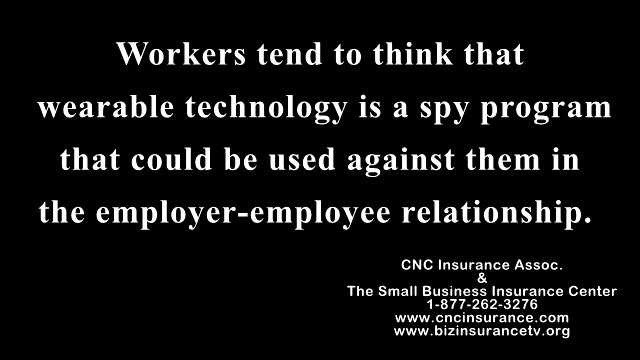 Workers tend to think that
wearable technology is a spy program
that could be used against them in
the employer-employee relationship.
CNC Insurance Assoc.
&
The Small Business Insurance Center
1-877-262-3276
www.cncinsurance.com
www.bizinsurancetv.org